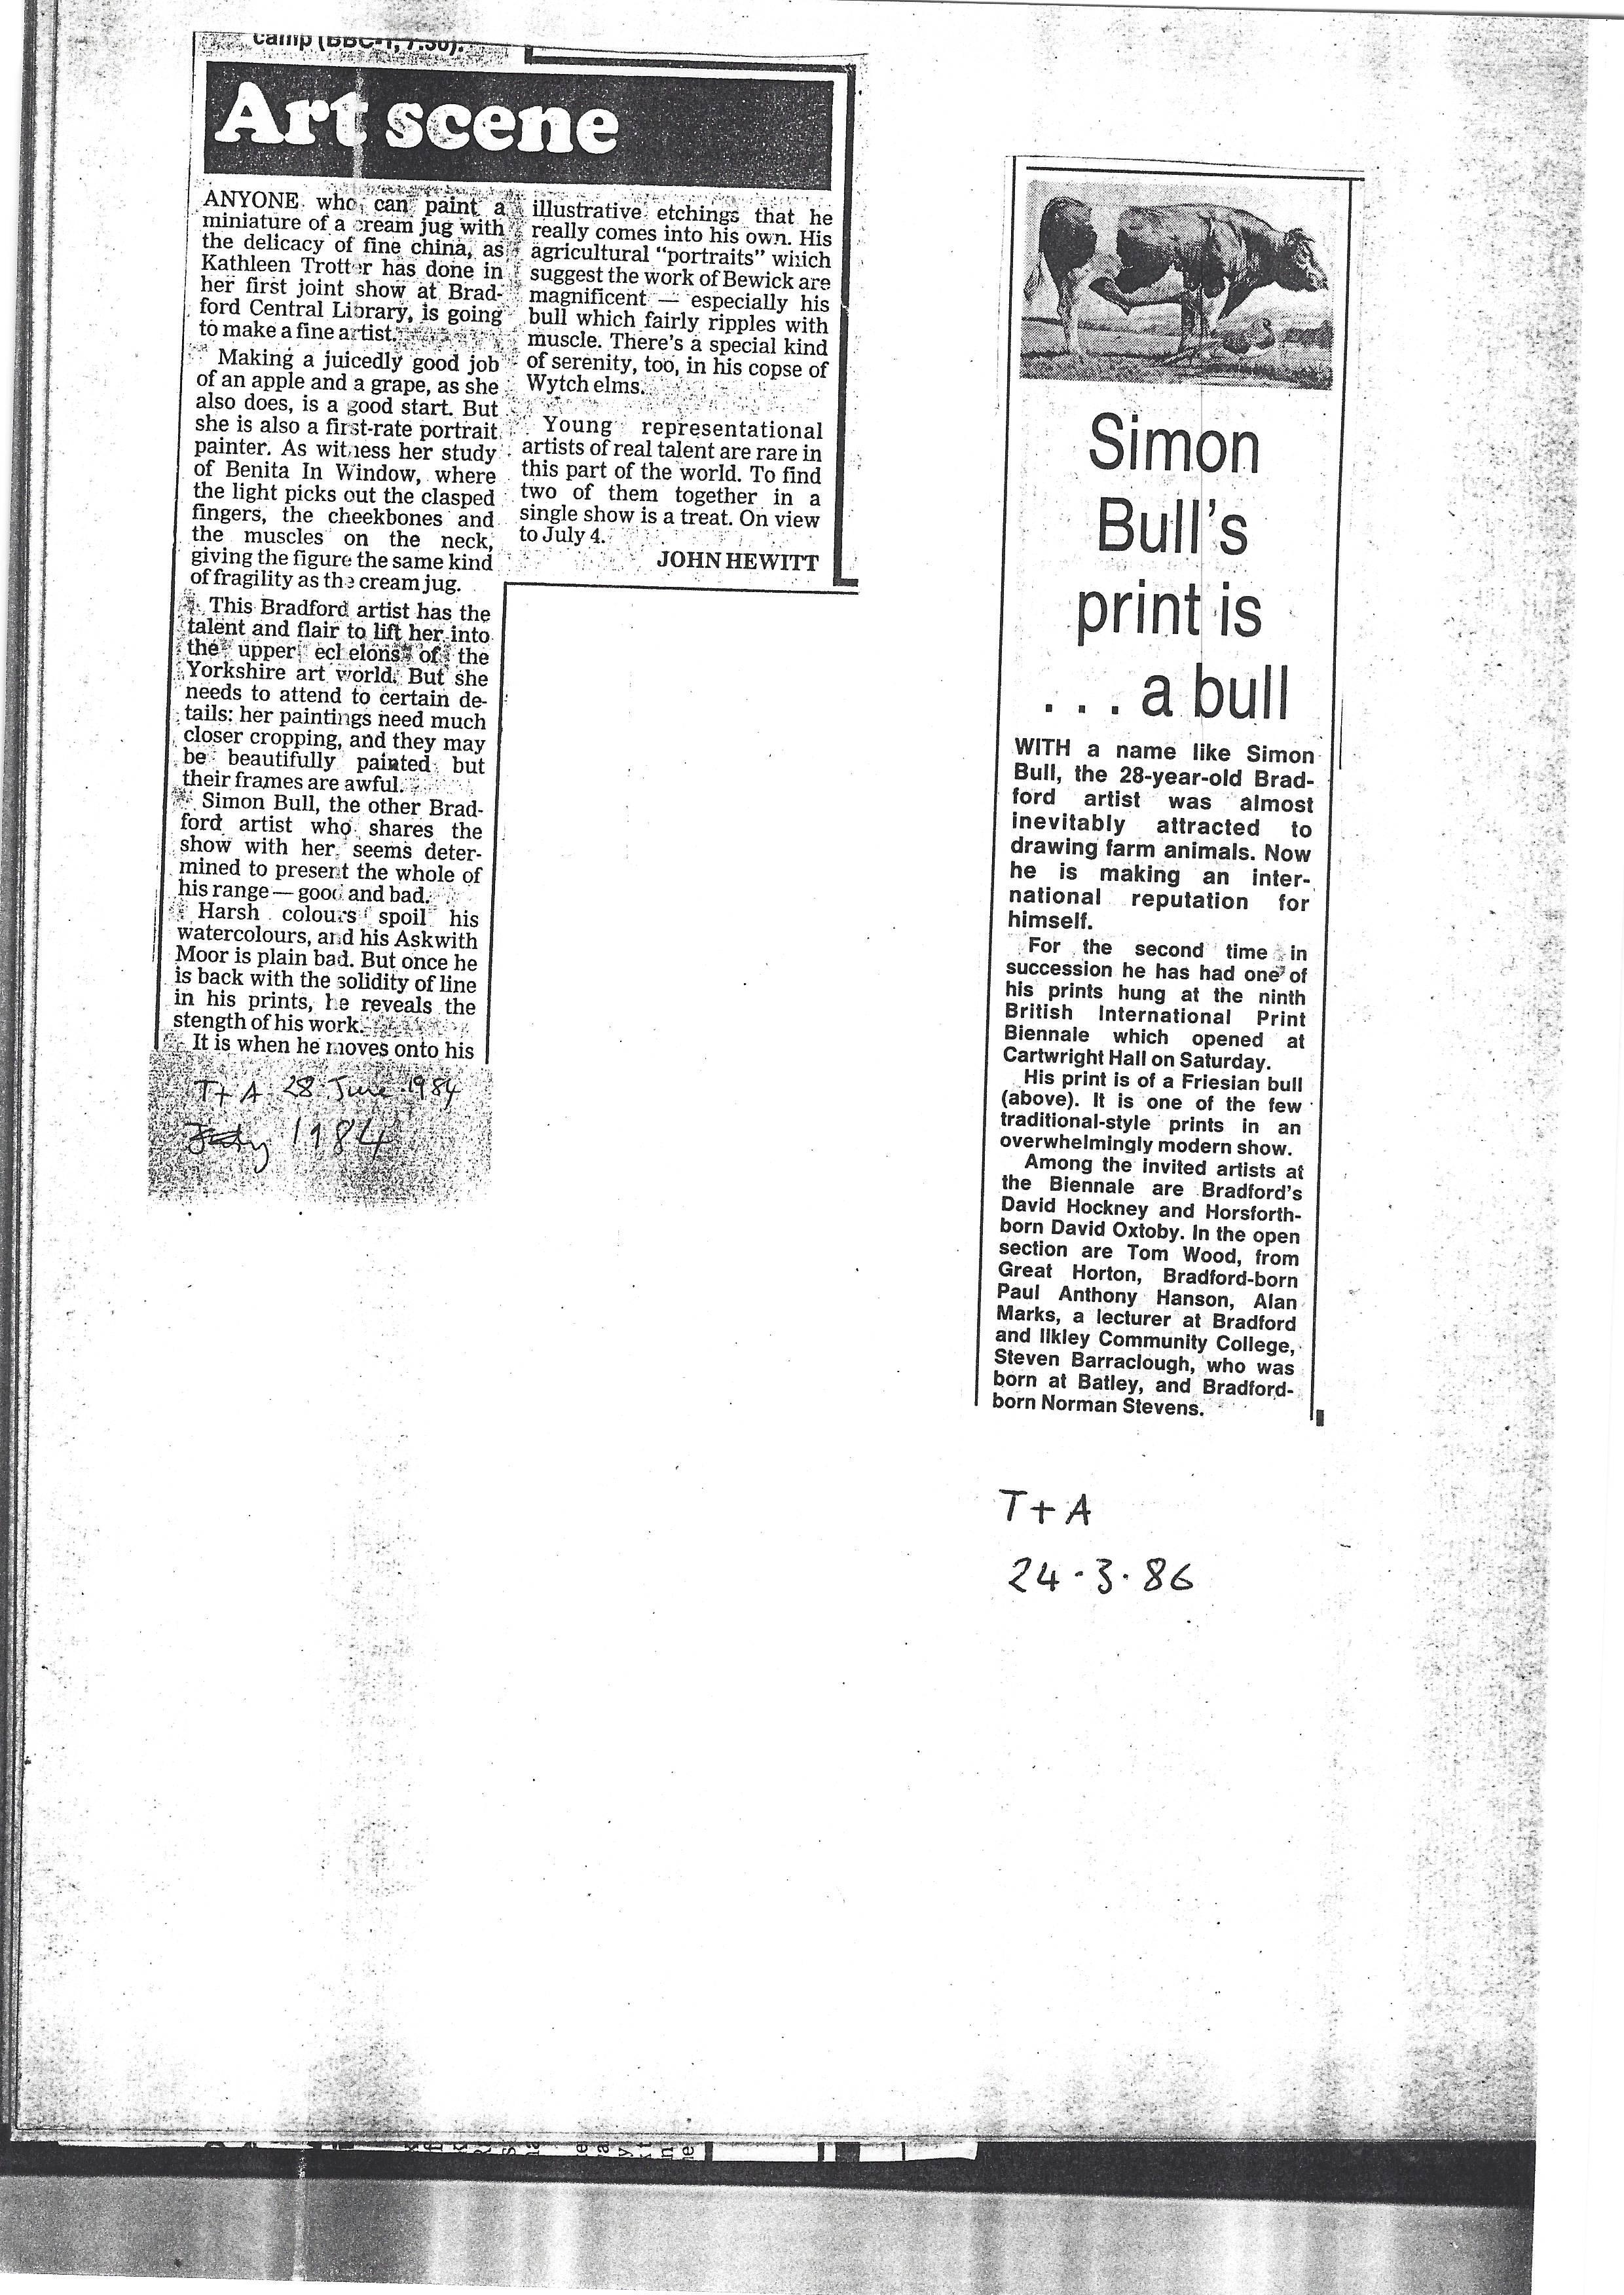 camp (BBC-1, 7.30).
Art scene
ANYONE who can paint a
miniature of a cream jug with
the delicacy of fine china, as
Kathleen Trotter has done in
her first joint show at Brad-
ford Central Library, is going
to make a fine artist.
Making a juicedly good job
of an apple and a grape, as she
also does, is a good start. But
she is also a first-rate portrait
painter. As witness her study
of Benita In Window, where
the light picks out the clasped
fingers, the cheekbones and
the muscles on the neck,
giving the figure the same kind
of fragility as the cream jug.
This Bradford artist has the
talent and flair to lift her into
the upper echelons of the
Yorkshire art world. But she
needs to attend to certain de-
tails: her paintings need much
closer cropping, and they may
be beautifully painted but
their frames are awful.
Simon Bull, the other Brad-
ford artist who shares the
show with her, seems deter-
mined to present the whole of
his range — good and bad.
Harsh colours spoil his
watercolours, and his Askwith
Moor is plain bad. But once he
is back with the solidity of line
in his prints, he reveals the
stength of his work.
It is when he moves onto his
illustrative etchings that he
really comes into his own. His
agricultural "portraits" which
suggest the work of Bewick are
magnificent — especially his
bull which fairly ripples with
muscle. There's a special kind
of serenity, too, in his copse of
Wytch elms.
Young representational
artists of real talent are rare in
this part of the world. To find
two of them together in a
single show is a treat. On view
to July 4.
JOHN HEWITT
T+A 28 June 1984
July 1984
Simon
Bull's
print is
. . . a bull
WITH a name like Simon
Bull, the 28-year-old Brad-
ford artist was almost
inevitably attracted to
drawing farm animals. Now
he is making an inter-
national reputation for
himself.
For the second time in
succession he has had one of
his prints hung at the ninth
British International Print
Biennale which opened at
Cartwright Hall on Saturday.
His print is of a Friesian bull
(above). It is one of the few
traditional-style prints in an
overwhelmingly modern show.
Among the invited artists at
the Biennale are Bradford's
David Hockney and Horsforth-
born David Oxtoby. In the open
section are Tom Wood, from
Great Horton, Bradford-born
Paul Anthony Hanson, Alan
Marks, a lecturer at Bradford
and Ilkley Community College,
Steven Barraclough, who was
born at Batley, and Bradford-
born Norman Stevens.
T+A
24.3.86